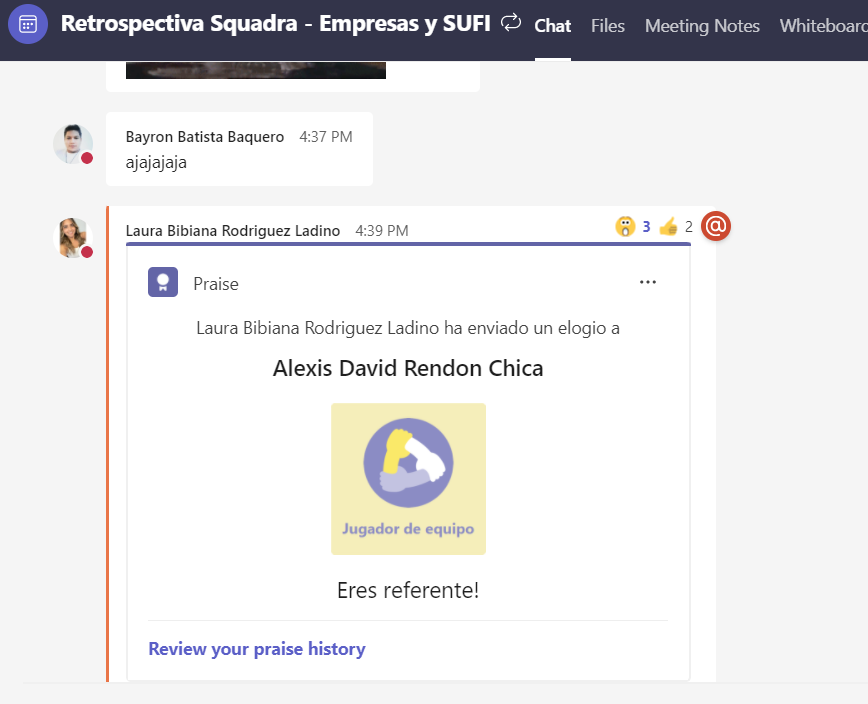 Retrospectiva Squadra - Empresas y SUFI Chat Files Meeting Notes Whiteboard
Bayron Batista Baquero 4:37 PM
ajajajaja
Laura Bibiana Rodriguez Ladino 4:39 PM 3 2 @
Praise
Laura Bibiana Rodriguez Ladino ha enviado un elogio a
Alexis David Rendon Chica
Jugador de equipo
Eres referente!
Review your praise history